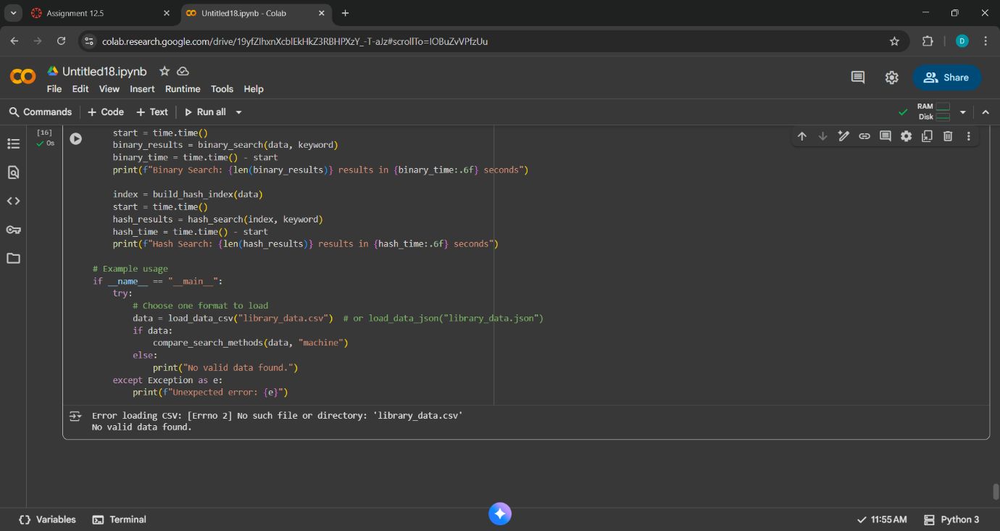 Assignment 12.5
Untitled18.ipynb - Colab
colab.research.google.com/drive/19yfZlhxnXcblEkHkZ3RBHPXzY_-T-aJz#scrollTo=IOBuZvVPfzUu
D
Untitled18.ipynb
File Edit View Insert Runtime Tools Help
Share
Commands + Code + Text Run all
RAM
Disk
[16]
0s
start = time.time()
binary_results = binary_search(data, keyword)
binary_time = time.time() - start
print(f"Binary Search: {len(binary_results)} results in {binary_time:.6f} seconds")
index = build_hash_index(data)
start = time.time()
hash_results = hash_search(index, keyword)
hash_time = time.time() - start
print(f"Hash Search: {len(hash_results)} results in {hash_time:.6f} seconds")
# Example usage
if __name__ == "__main__":
try:
# Choose one format to load
data = load_data_csv("library_data.csv")  # or load_data_json("library_data.json")
if data:
compare_search_methods(data, "machine")
else:
print("No valid data found.")
except Exception as e:
print(f"Unexpected error: {e}")
Error loading CSV: [Errno 2] No such file or directory: 'library_data.csv'
No valid data found.
{} Variables Terminal
11:55 AM Python 3